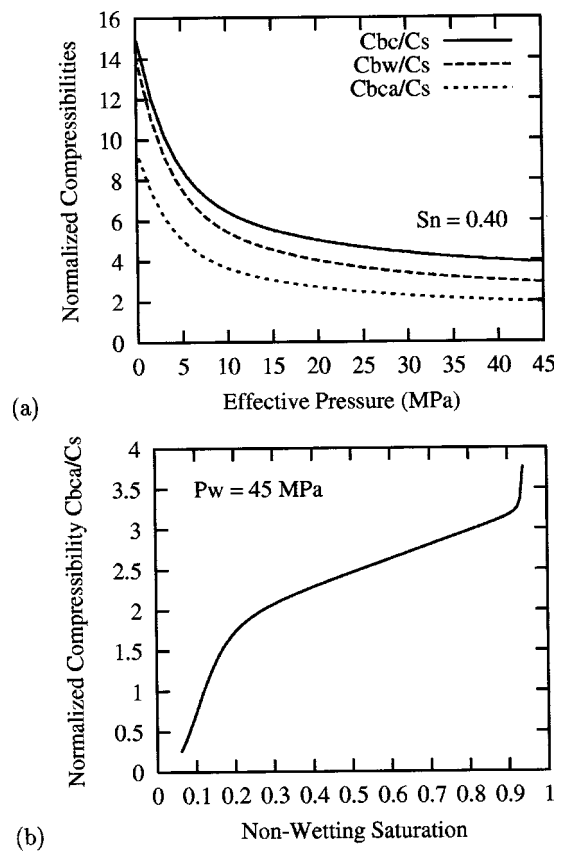 16
14
12
10
8
6
4
2
0
Normalized Compressibilities
Cbc/Cs
Cbw/Cs
Cbca/Cs
Sn = 0.40
0 5 10 15 20 25 30 35 40 45
Effective Pressure (MPa)
(a)
4
3.5
3
2.5
2
1.5
1
0.5
0
Normalized Compressibility Cbca/Cs
Pw = 45 MPa
0 0.1 0.2 0.3 0.4 0.5 0.6 0.7 0.8 0.9 1
Non-Wetting Saturation
(b)